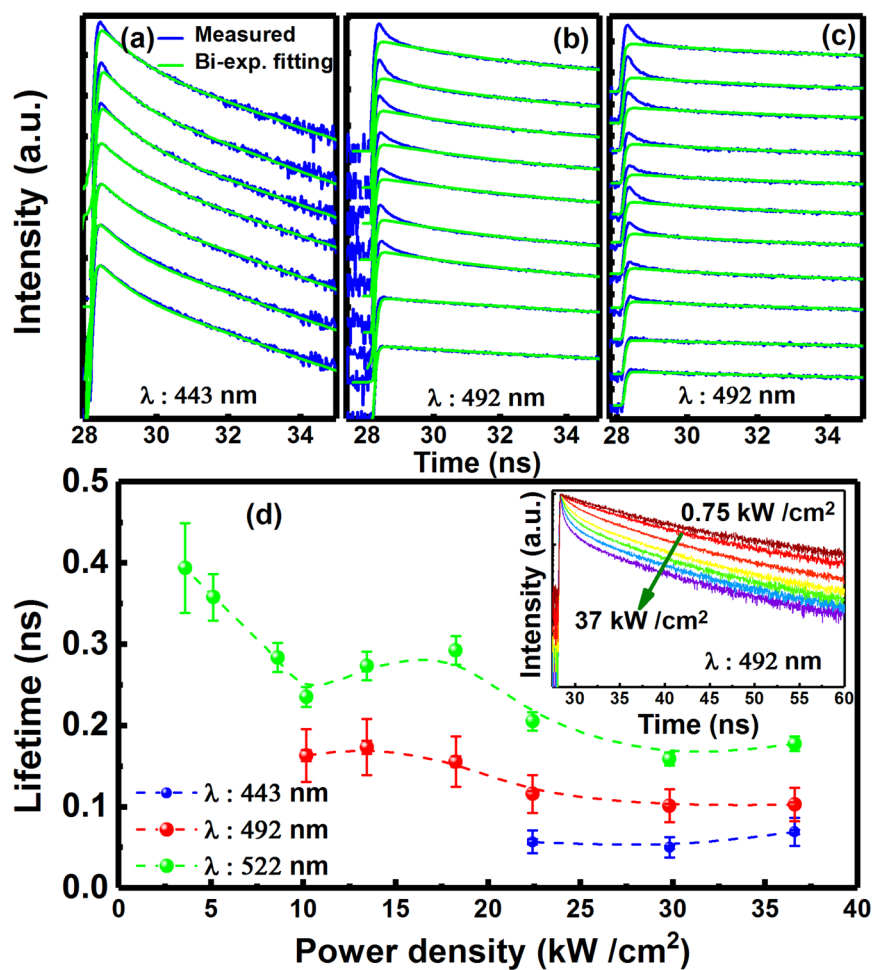 (a)
Measured
Bi-exp. fitting
(b)
(c)
Intensity (a.u.)
λ : 443 nm
λ : 492 nm
λ : 492 nm
28 30 32 34
28 30 32 34
28 30 32 34
Time (ns)
(d)
0.5
0.4
0.3
0.2
0.1
0.0
Lifetime (ns)
λ : 443 nm
λ : 492 nm
λ : 522 nm
0 5 10 15 20 25 30 35 40
Power density (kW /cm²)
Intensity (a.u.)
0.75 kW /cm²
37 kW /cm²
λ : 492 nm
30 35 40 45 50 55 60
Time (ns)